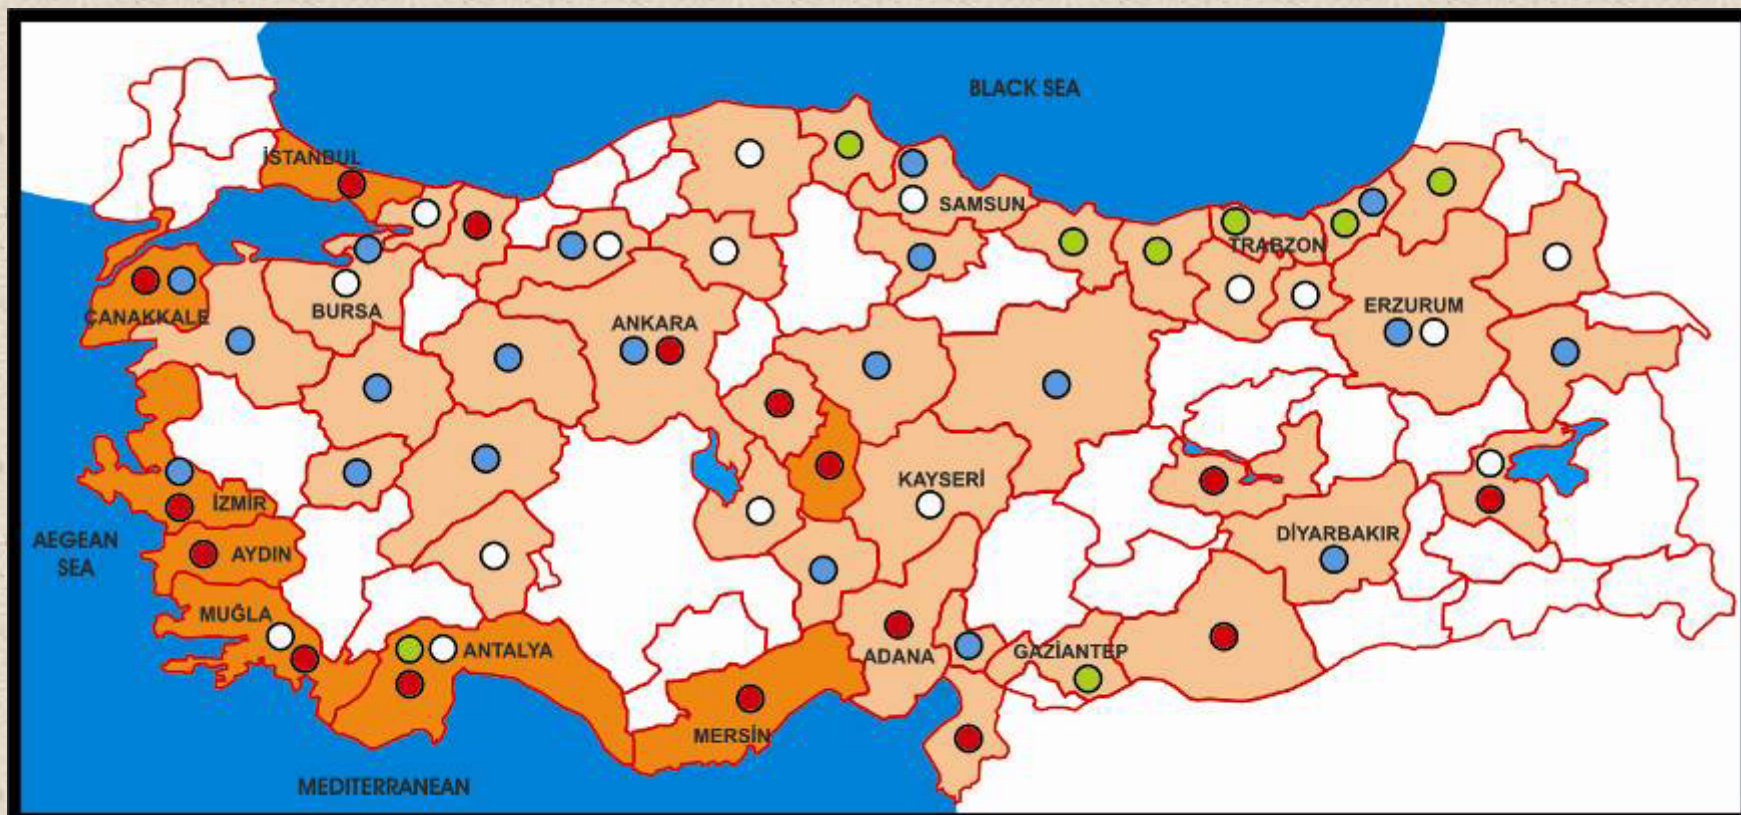 BLACK SEA
İSTANBUL
SAMSUN
TRABZON
ÇANAKKALE
BURSA
ANKARA
ERZURUM
KAYSERİ
İZMİR
DİYARBAKIR
AEGEAN
SEA
AYDIN
MUĞLA
ANTALYA
ADANA
GAZİANTEP
MERSİN
MEDITERRANEAN